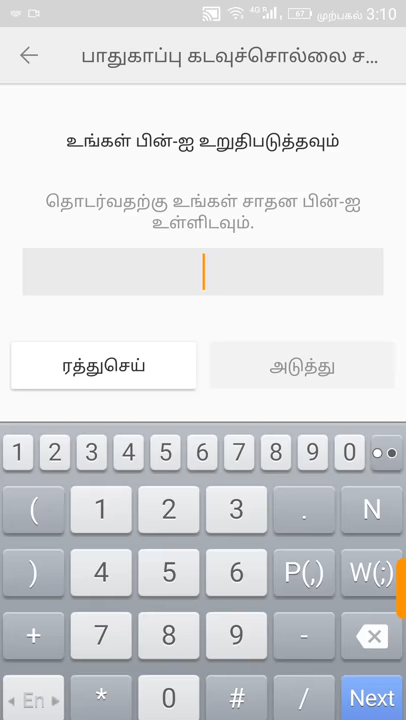 4G 67 முற்பகல் 3:10
பாதுகாப்பு கடவுச்சொல்லை ச...
உங்கள் பின்-ஐ உறுதிபடுத்தவும்
தொடர்வதற்கு உங்கள் சாதன பின்-ஐ
உள்ளிடவும்.
ரத்துசெய் அடுத்து
1 2 3 4 5 6 7 8 9 0
( 1 2 3 . N
) 4 5 6 P(,) W(;)
+ 7 8 9 -
En * 0 # / Next